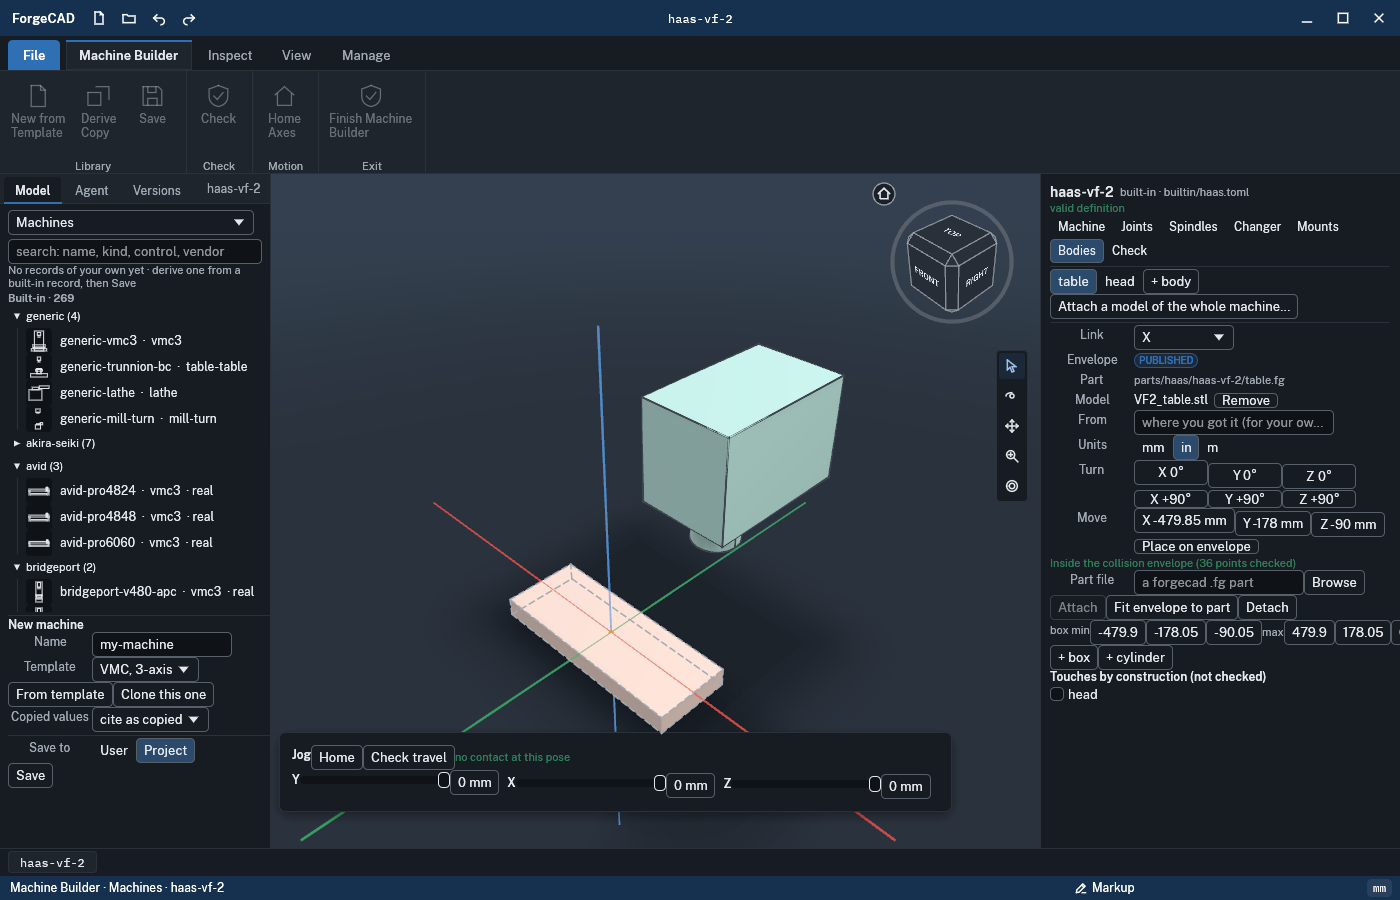 ForgeCAD
haas-vf-2
File
Machine Builder
Inspect
View
Manage
New from
Template
Derive
Copy
Save
Check
Home
Axes
Finish Machine
Builder
Library
Check
Motion
Exit
Model
Agent
Versions
haas-vf-2
Machines
search: name, kind, control, vendor
No records of your own yet · derive one from a
built-in record, then Save
Built-in · 269
generic (4)
generic-vmc3 · vmc3
generic-trunnion-bc · table-table
generic-lathe · lathe
generic-mill-turn · mill-turn
akira-seiki (7)
avid (3)
avid-pro4824 · vmc3 · real
avid-pro4848 · vmc3 · real
avid-pro6060 · vmc3 · real
bridgeport (2)
bridgeport-v480-apc · vmc3 · real
New machine
Name
my-machine
Template
VMC, 3-axis
From template
Clone this one
Copied values
cite as copied
Save to
User
Project
Save
TOP
FRONT
RIGHT
Jog
Home
Check travel
no contact at this pose
Y
0 mm
X
0 mm
Z
0 mm
haas-vf-2
built-in · builtin/haas.toml
valid definition
Machine
Joints
Spindles
Changer
Mounts
Bodies
Check
table
head
+ body
Attach a model of the whole machine...
Link
X
Envelope
PUBLISHED
Part
parts/haas/haas-vf-2/table.fg
Model
VF2_table.stl
Remove
From
where you got it (for your ow...
Units
mm
in
m
Turn
X 0°
Y 0°
Z 0°
X +90°
Y +90°
Z +90°
Move
X -479.85 mm
Y -178 mm
Z -90 mm
Place on envelope
Inside the collision envelope (36 points checked)
Part file
a forgecad .fg part
Browse
Attach
Fit envelope to part
Detach
box min
-479.9
-178.05
-90.05
max
479.9
178.05
+ box
+ cylinder
Touches by construction (not checked)
head
haas-vf-2
Machine Builder · Machines · haas-vf-2
Markup
mm